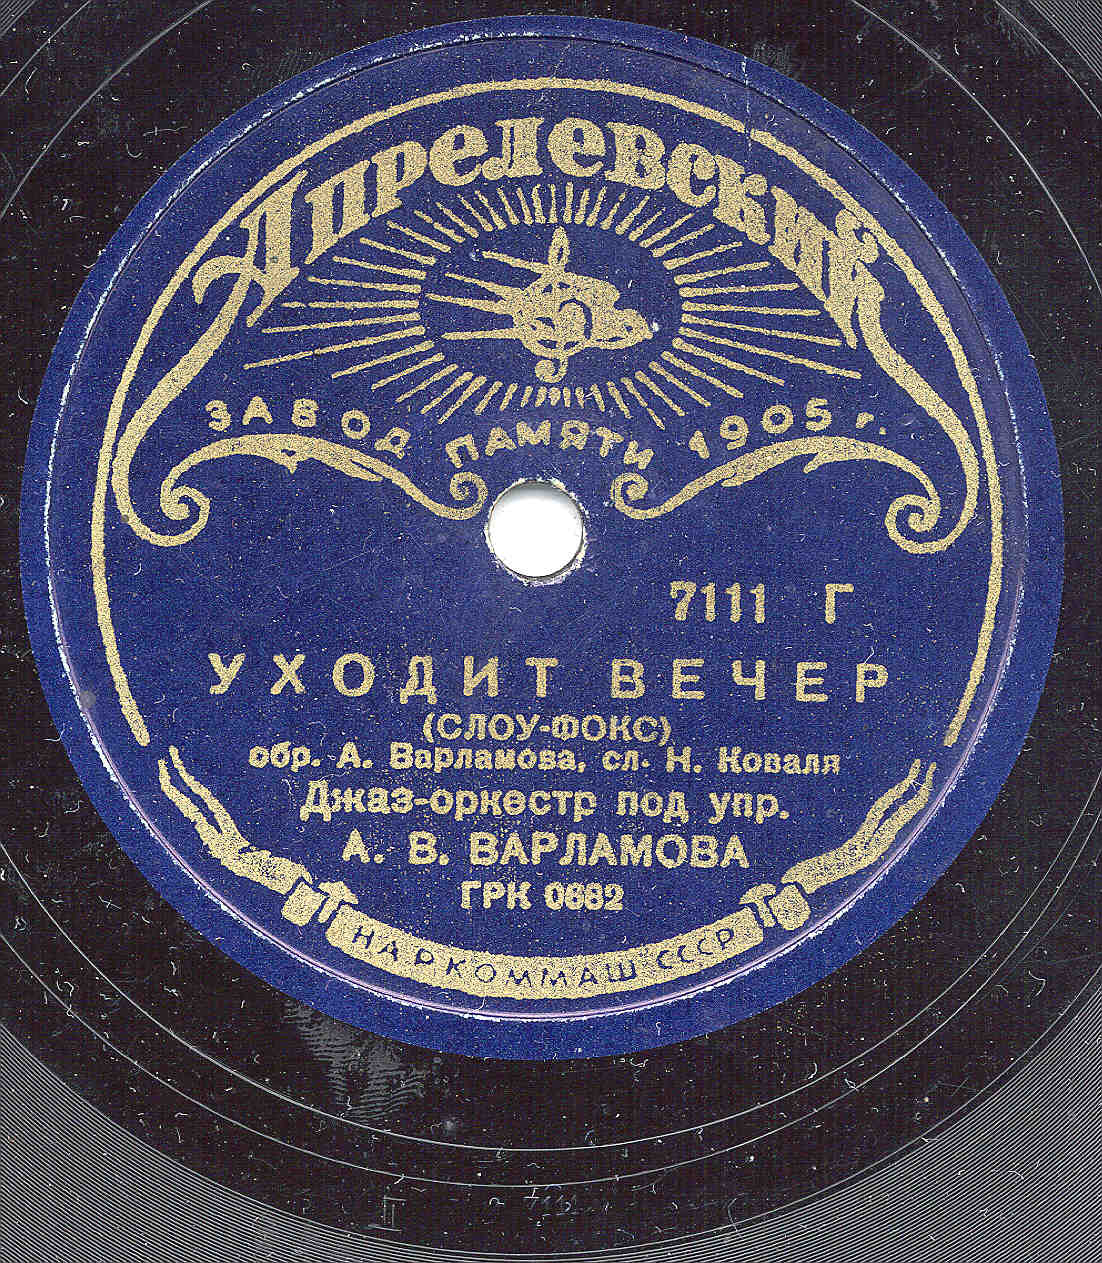 Апрелевский
ЗАВОД ПАМЯТИ 1905 г.
7111 Г
УХОДИТ ВЕЧЕР
(СЛОУ-ФОКС)
обр. А. Варламова, сл. Н. Коваля
Джаз-оркестр под упр.
А. В. ВАРЛАМОВА
ГРК 0682
НАРКОММАШ СССР